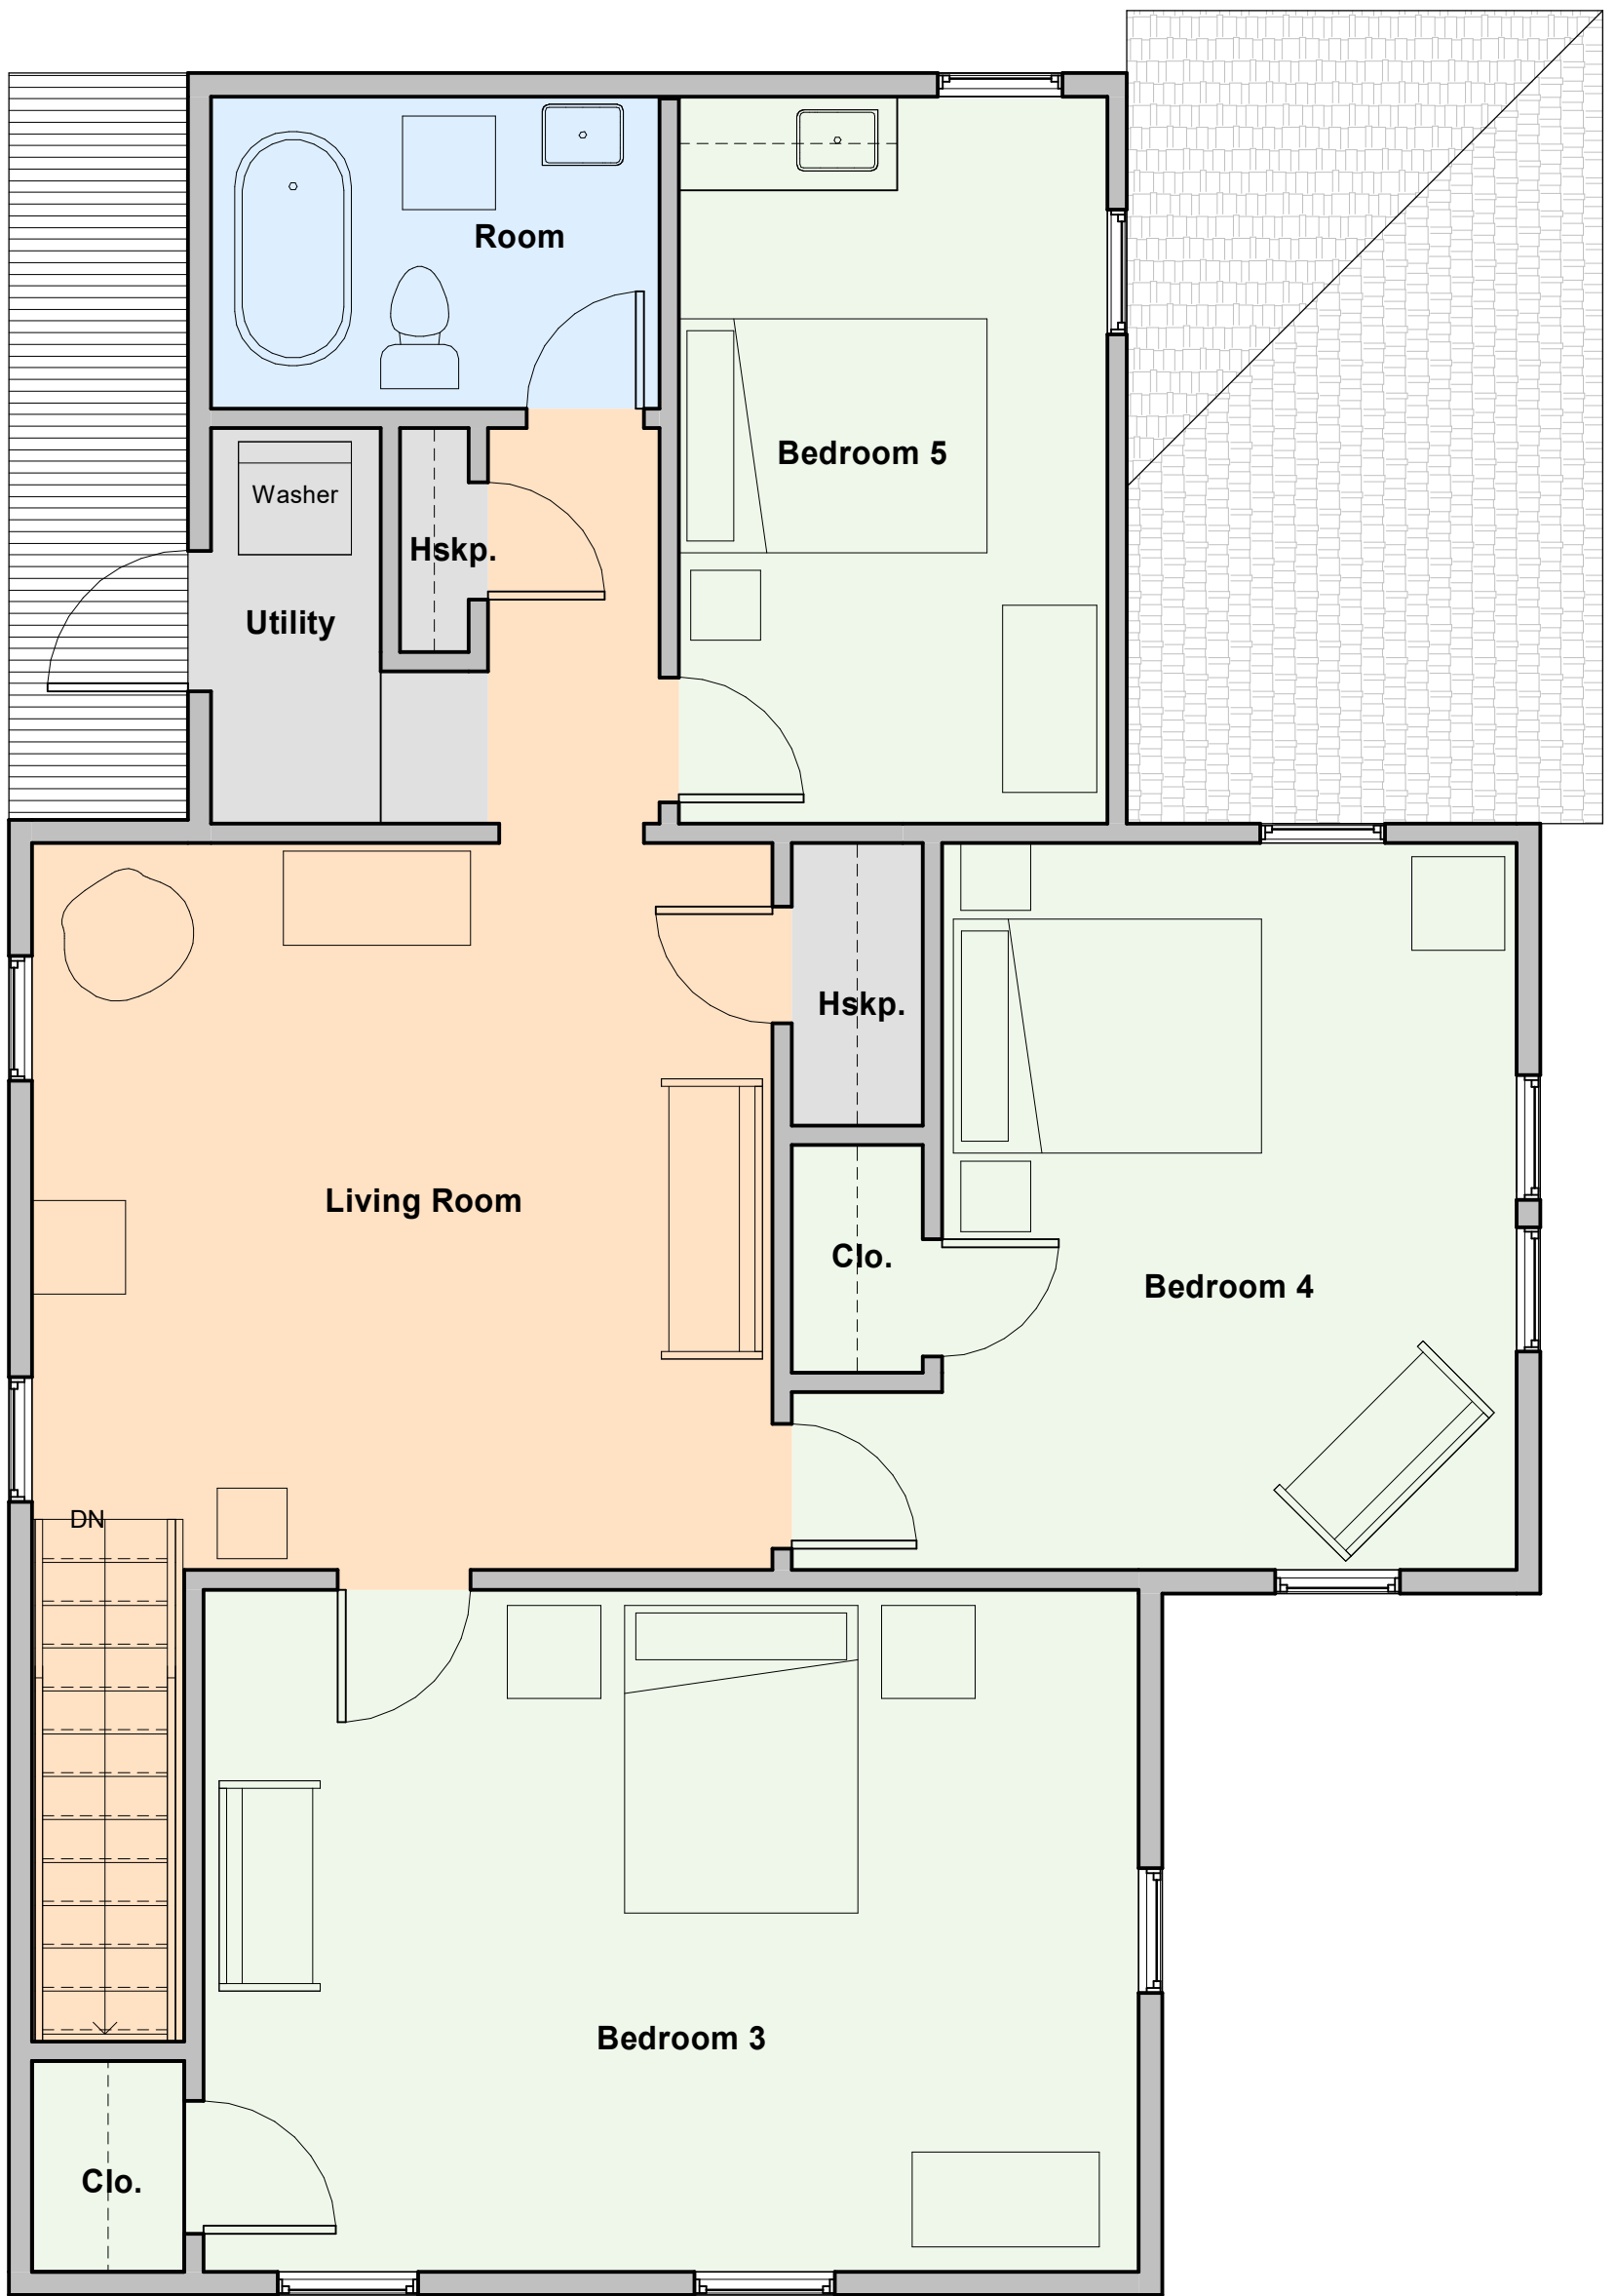 Room
Bedroom 5
Washer
Hskp.
Utility
Hskp.
Living Room
Clo.
Bedroom 4
DN
Bedroom 3
Clo.